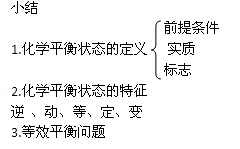 小结
1.化学平衡状态的定义
前提条件
实质
标志
2.化学平衡状态的特征
逆 、动、等、定、变
3.等效平衡问题